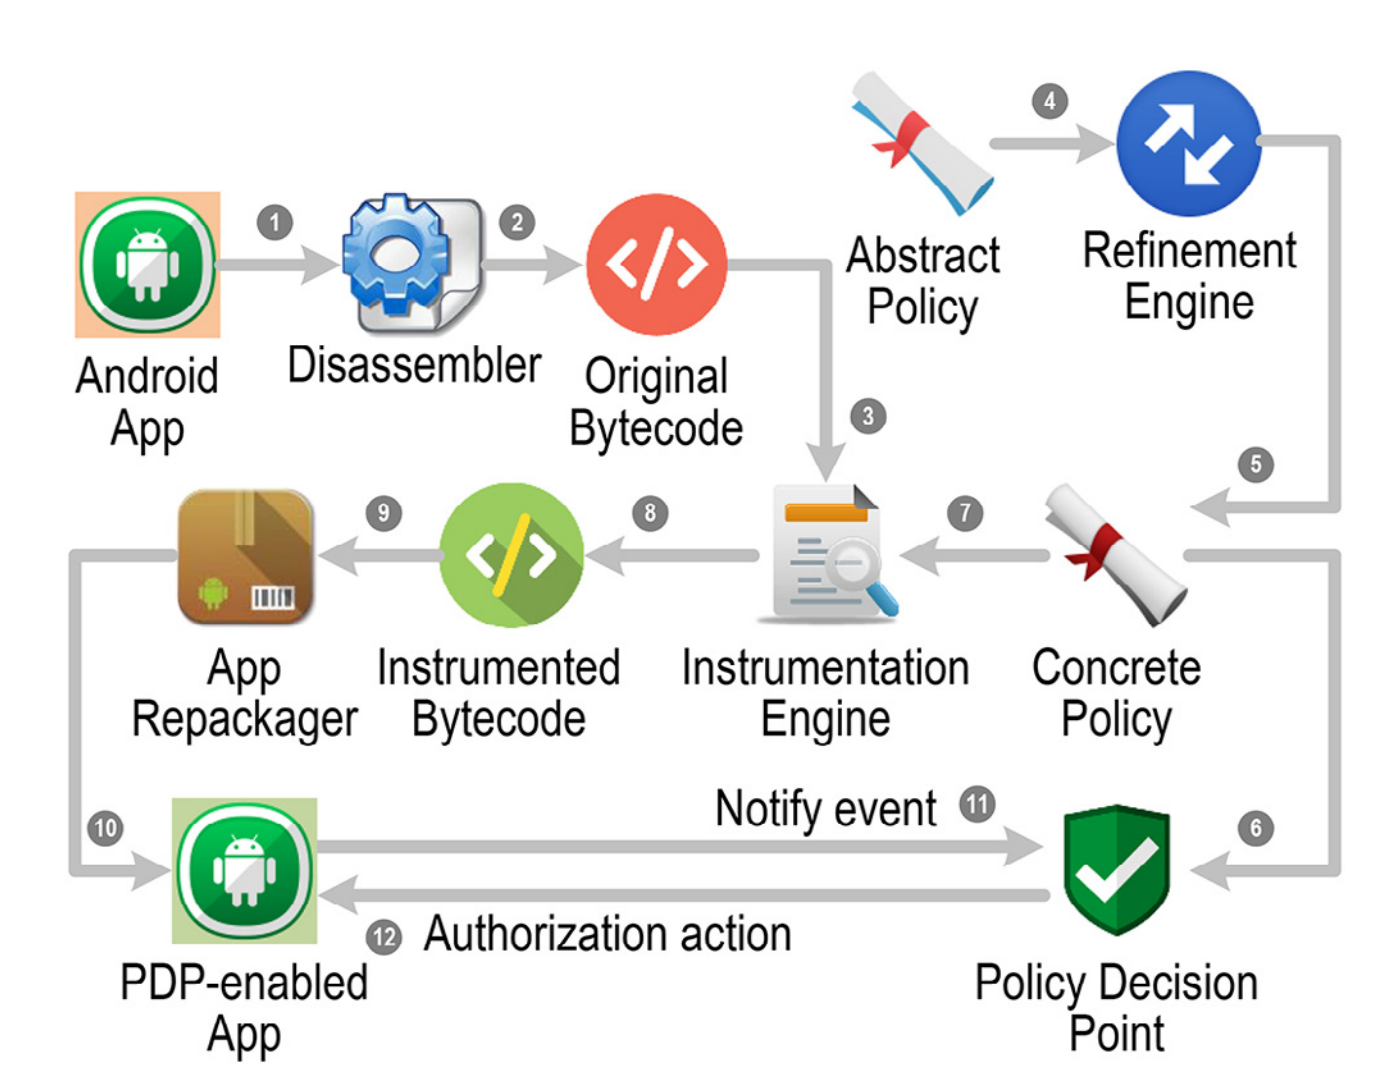 4
Abstract
Policy
Refinement
Engine
1
2
Android
App
Disassembler
Original
Bytecode
3
5
9
8
7
App
Repackager
Instrumented
Bytecode
Instrumentation
Engine
Concrete
Policy
10
Notify event 11
6
12 Authorization action
PDP-enabled
App
Policy Decision
Point